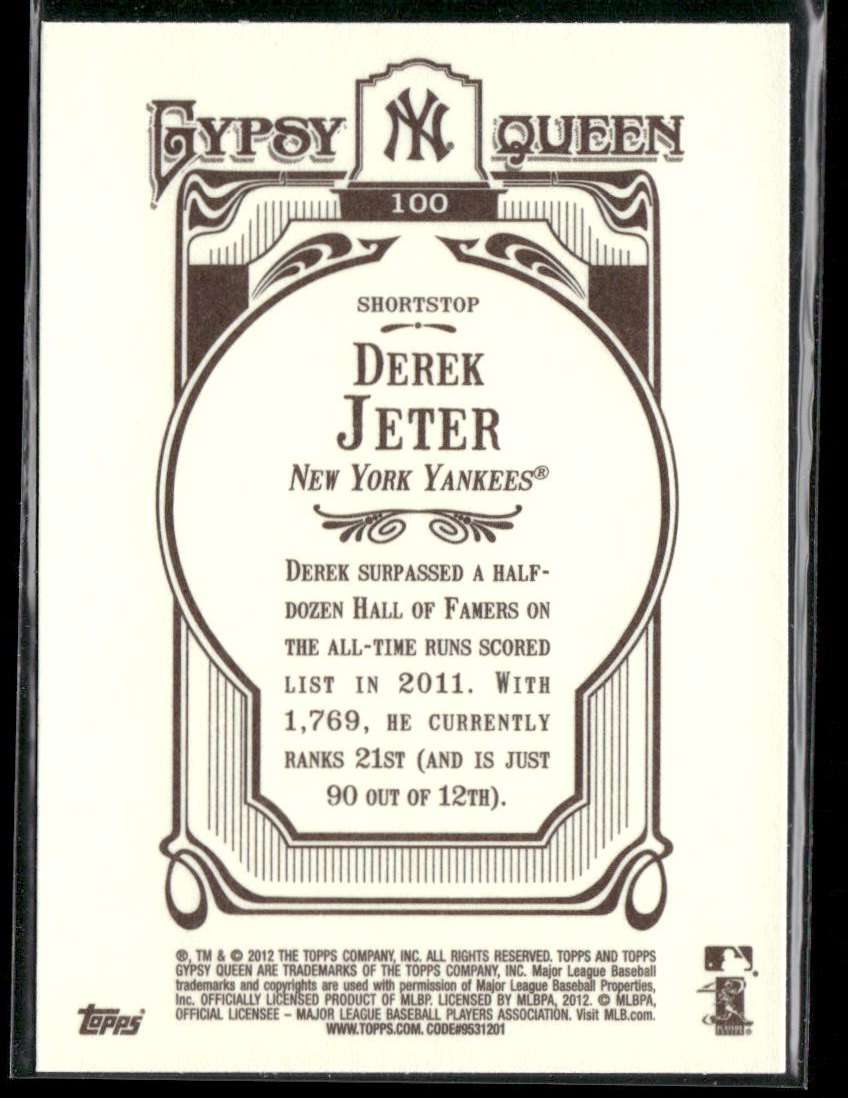 GYPSY QUEEN
NY
100
SHORTSTOP
DEREK
JETER
NEW YORK YANKEES®
DEREK SURPASSED A HALF-
DOZEN HALL OF FAMERS ON
THE ALL-TIME RUNS SCORED
LIST IN 2011. WITH
1,769, HE CURRENTLY
RANKS 21ST (AND IS JUST
90 OUT OF 12TH).
®, TM & © 2012 THE TOPPS COMPANY, INC. ALL RIGHTS RESERVED. TOPPS AND TOPPS
GYPSY QUEEN ARE TRADEMARKS OF THE TOPPS COMPANY, INC. Major League Baseball
trademarks and copyrights are used with permission of Major League Baseball Properties,
Inc. OFFICIALLY LICENSED PRODUCT OF MLBP. LICENSED BY MLBPA, 2012. © MLBPA,
OFFICIAL LICENSEE – MAJOR LEAGUE BASEBALL PLAYERS ASSOCIATION. Visit MLB.com.
WWW.TOPPS.COM. CODE#9531201
topps®